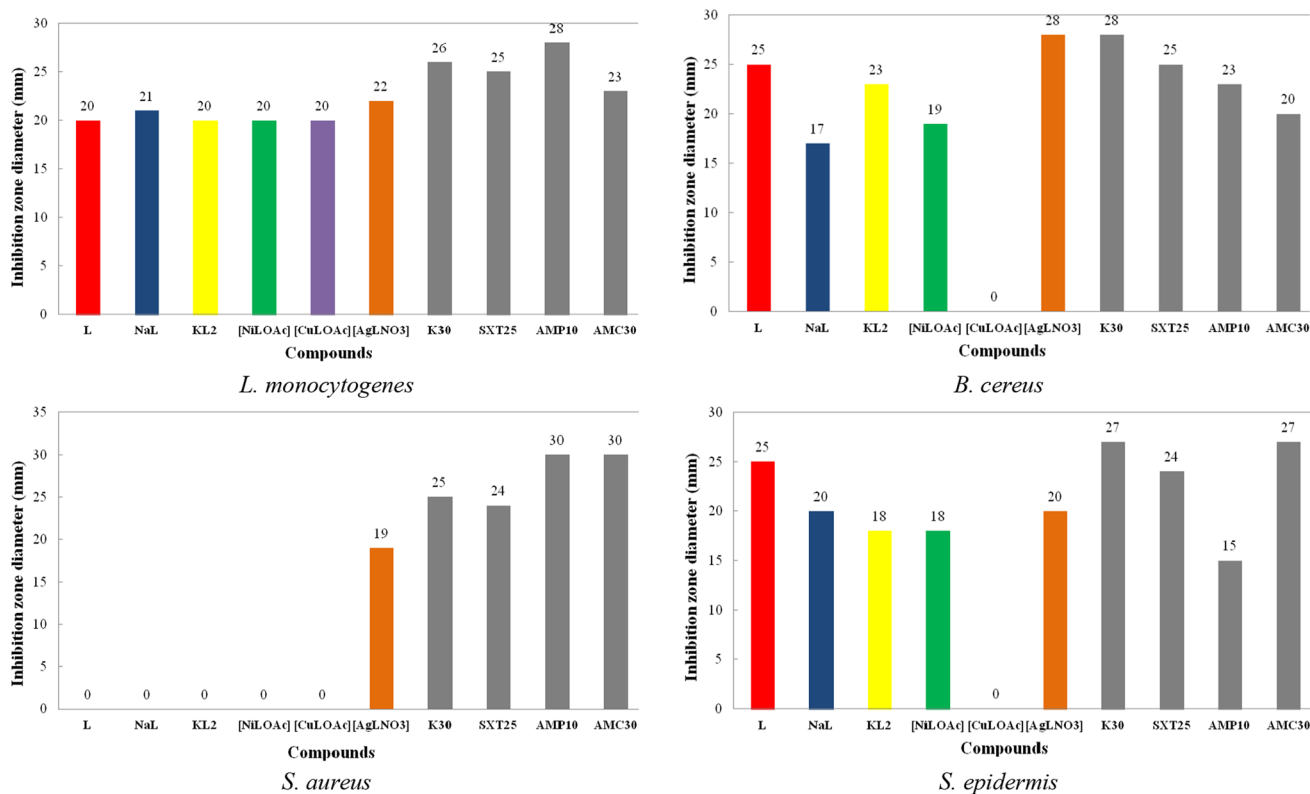 Inhibition zone diameter (mm)
30
25
20
15
10
5
0
20 21 20 20 20 22 26 25 28 23
L NaL KL2 [NiLOAc] [CuLOAc] [AgLNO3] K30 SXT25 AMP10 AMC30
Compounds
L. monocytogenes
Inhibition zone diameter (mm)
30
25
20
15
10
5
0
25 17 23 19 0 28 28 25 23 20
L NaL KL2 [NiLOAc] [CuLOAc] [AgLNO3] K30 SXT25 AMP10 AMC30
Compounds
B. cereus
Inhibition zone diameter (mm)
35
30
25
20
15
10
5
0
0 0 0 0 0 19 25 24 30 30
L NaL KL2 [NiLOAc] [CuLOAc] [AgLNO3] K30 SXT25 AMP10 AMC30
Compounds
S. aureus
Inhibition zone diameter (mm)
30
25
20
15
10
5
0
25 20 18 18 0 20 27 24 15 27
L NaL KL2 [NiLOAc] [CuLOAc] [AgLNO3] K30 SXT25 AMP10 AMC30
Compounds
S. epidermis